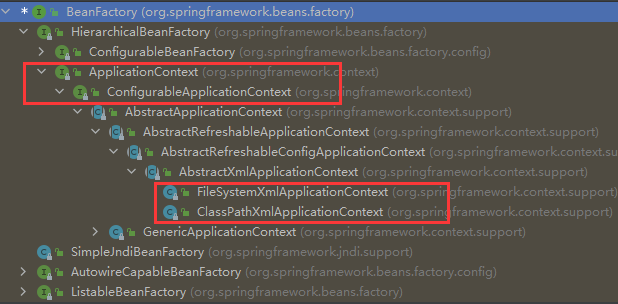 * BeanFactory (org.springframework.beans.factory)
HierarchicalBeanFactory (org.springframework.beans.factory)
ConfigurableBeanFactory (org.springframework.beans.factory.config)
ApplicationContext (org.springframework.context)
ConfigurableApplicationContext (org.springframework.context)
AbstractApplicationContext (org.springframework.context.support)
AbstractRefreshableApplicationContext (org.springframework.context.support)
AbstractRefreshableConfigApplicationContext (org.springframework.context.support)
AbstractXmlApplicationContext (org.springframework.context.support)
FileSystemXmlApplicationContext (org.springframework.context.support)
ClassPathXmlApplicationContext (org.springframework.context.support)
GenericApplicationContext (org.springframework.context.support)
SimpleJndiBeanFactory (org.springframework.jndi.support)
AutowireCapableBeanFactory (org.springframework.beans.factory.config)
ListableBeanFactory (org.springframework.beans.factory)